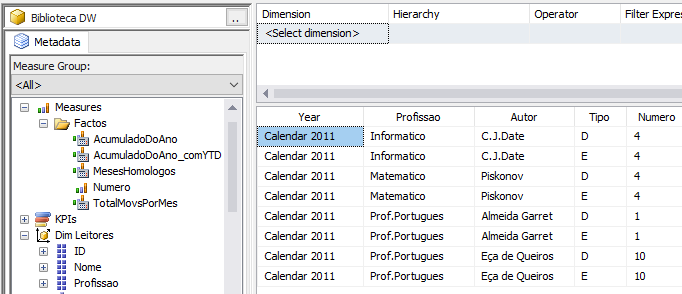 Biblioteca DW
..
Metadata
Measure Group:
<All>
Measures
Factos
AcumuladoDoAno
AcumuladoDoAno_comYTD
MesesHomologos
Numero
TotalMovsPorMes
KPIs
Dim Leitores
ID
Nome
Profissao
Dimension Hierarchy Operator Filter Expres
<Select dimension>
Year Profissao Autor Tipo Numero
Calendar 2011 Informatico C.J.Date D 4
Calendar 2011 Informatico C.J.Date E 4
Calendar 2011 Matematico Piskonov D 4
Calendar 2011 Matematico Piskonov E 4
Calendar 2011 Prof.Portugues Almeida Garret D 1
Calendar 2011 Prof.Portugues Almeida Garret E 1
Calendar 2011 Prof.Portugues Eça de Queiros D 10
Calendar 2011 Prof.Portugues Eça de Queiros E 10